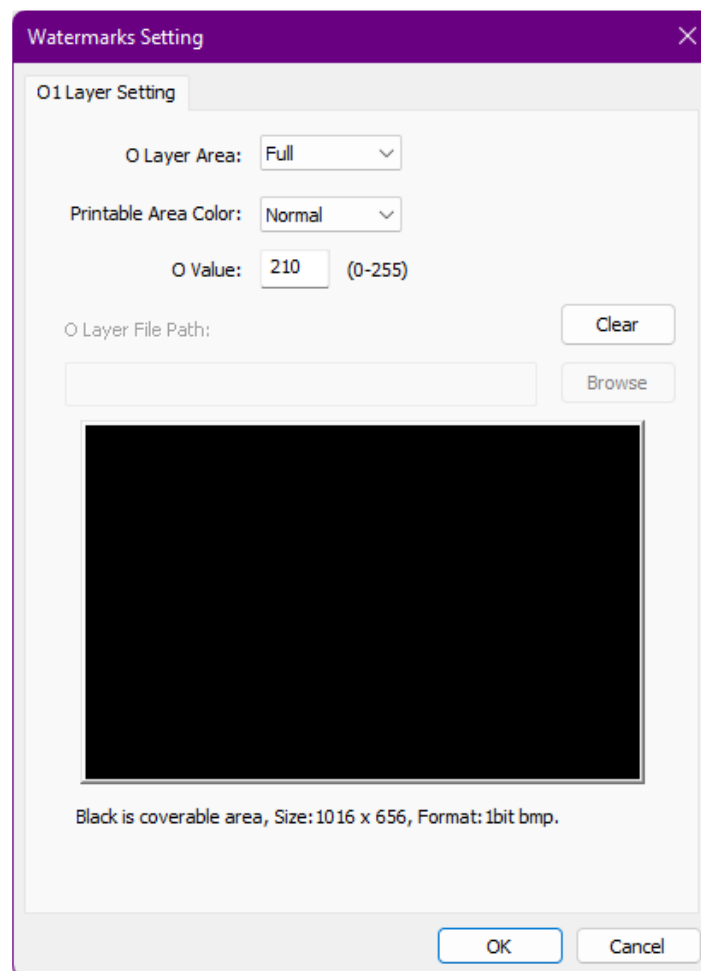 Watermarks Setting
O1 Layer Setting
O Layer Area: Full
Printable Area Color: Normal
O Value: 210 (0-255)
O Layer File Path:
Clear
Browse
Black is coverable area, Size:1016 x 656, Format:1bit bmp.
OK Cancel